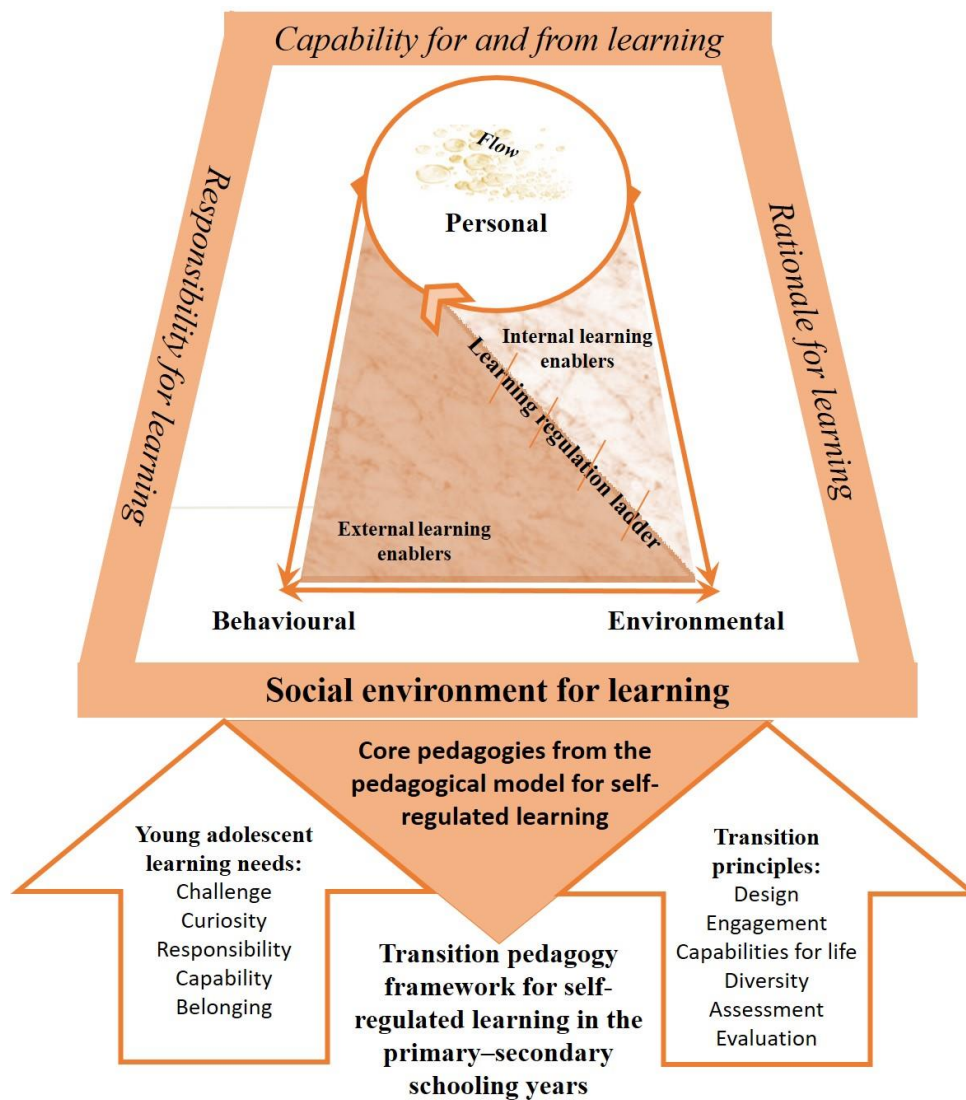 Capability for and from learning
Responsibility for learning
Rationale for learning
Flow
Personal
Internal learning
enablers
Learning regulation ladder
External learning
enablers
Behavioural
Environmental
Social environment for learning
Core pedagogies from the
pedagogical model for self-
regulated learning
Young adolescent
learning needs:
Challenge
Curiosity
Responsibility
Capability
Belonging
Transition
principles:
Design
Engagement
Capabilities for life
Diversity
Assessment
Evaluation
Transition pedagogy
framework for self-
regulated learning in the
primary–secondary
schooling years